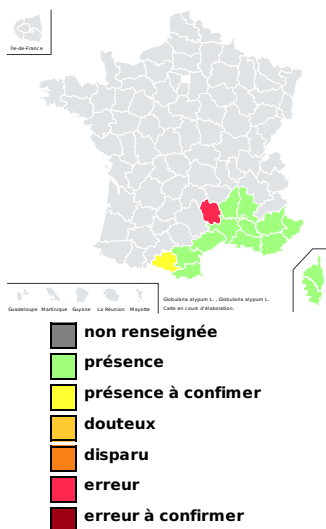 Île-de-France
Guadeloupe Martinique Guyane La Réunion Mayotte
Globularia alypum L. , Globularia alypum L.
Carte en cours d'élaboration.
non renseignée
présence
présence à confimer
douteux
disparu
erreur
erreur à confirmer